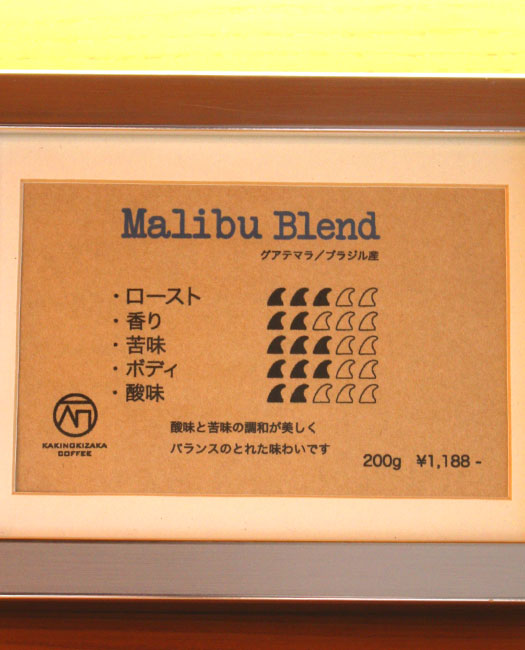 Malibu Blend
グアテマラ／ブラジル産
・ロースト
・香り
・苦味
・ボディ
・酸味
KAKINOKIZAKA
COFFEE
酸味と苦味の調和が美しく
バランスのとれた味わいです
200g ¥1,188 -